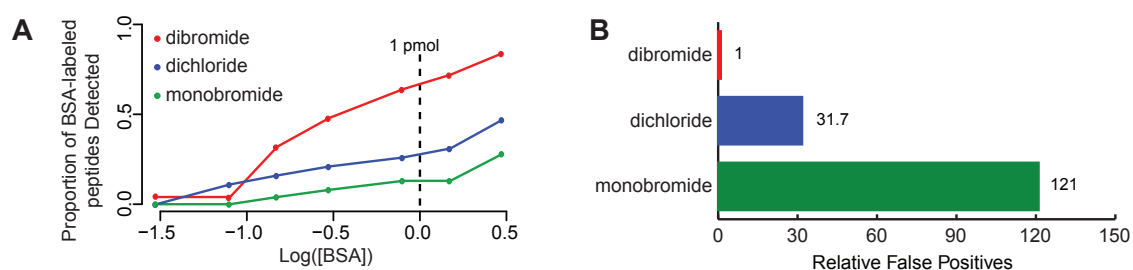 A
Proportion of BSA-labeled
peptides Detected
1.0
0.5
0.0
dibromide
dichloride
monobromide
1 pmol
−1.5
−1.0
−0.5
0.0
0.5
Log([BSA])
B
dibromide
1
dichloride
31.7
monobromide
121
0
30
60
90
120
150
Relative False Positives